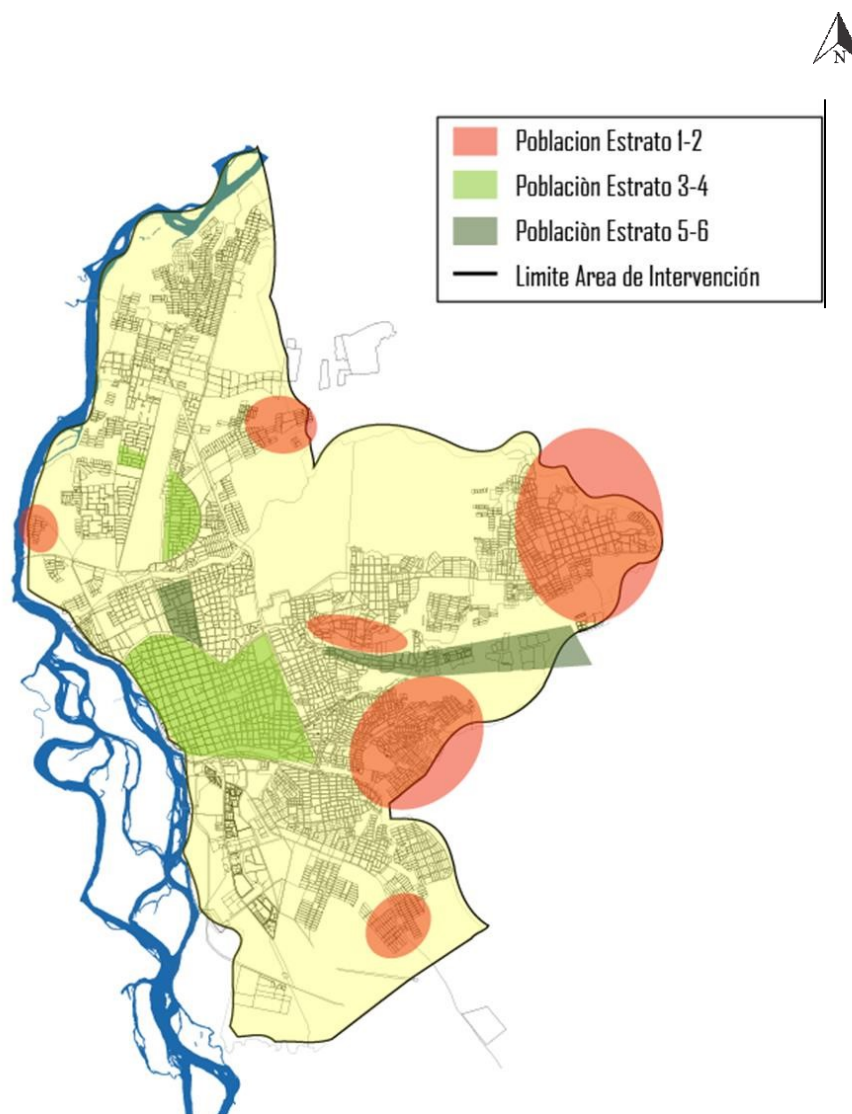 N
Poblacion Estrato 1-2
Poblaciòn Estrato 3-4
Poblaciòn Estrato 5-6
Limite Area de Intervención